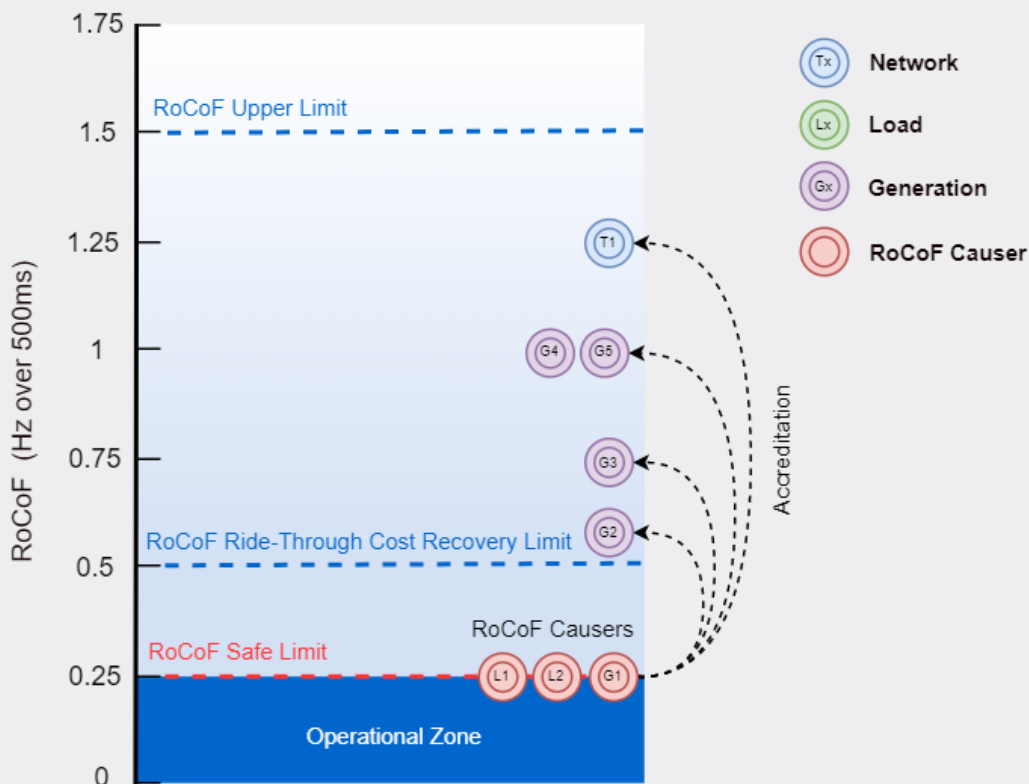 1.75
RoCoF Upper Limit
1.5
1.25
1
0.75
0.5
0.25
0
RoCoF (Hz over 500ms)
T1
G4
G5
G3
RoCoF Ride-Through Cost Recovery Limit
G2
RoCoF Causers
RoCoF Safe Limit
L1
L2
G1
Operational Zone
Accreditation
Tx
Network
Lx
Load
Gx
Generation
RoCoF Causer